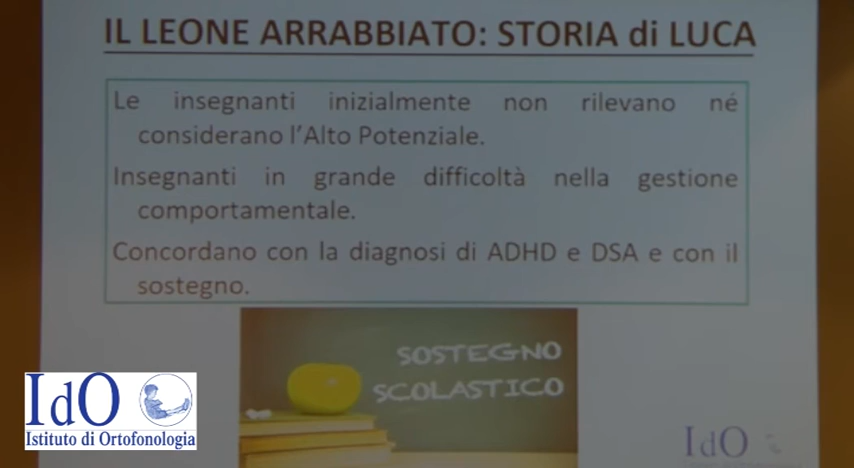 IL LEONE ARRABBIATO: STORIA di LUCA
Le insegnanti inizialmente non rilevano né
considerano l'Alto Potenziale.
Insegnanti in grande difficoltà nella gestione
comportamentale.
Concordano con la diagnosi di ADHD e DSA e con il
sostegno.
SOSTEGNO
SCOLASTICO
IdO
Istituto di Ortofonologia
IdO